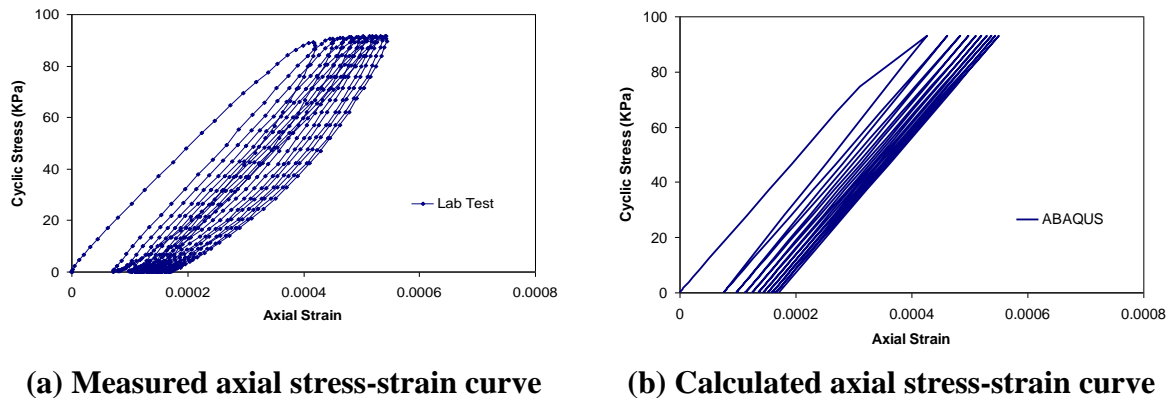 100
80
60
40
20
0
Cyclic Stress (KPa)
Lab Test
0 0.0002 0.0004 0.0006 0.0008
Axial Strain
(a) Measured axial stress-strain curve
100
80
60
40
20
0
Cyclic Stress (KPa)
ABAQUS
0 0.0002 0.0004 0.0006 0.0008
Axial Strain
(b) Calculated axial stress-strain curve